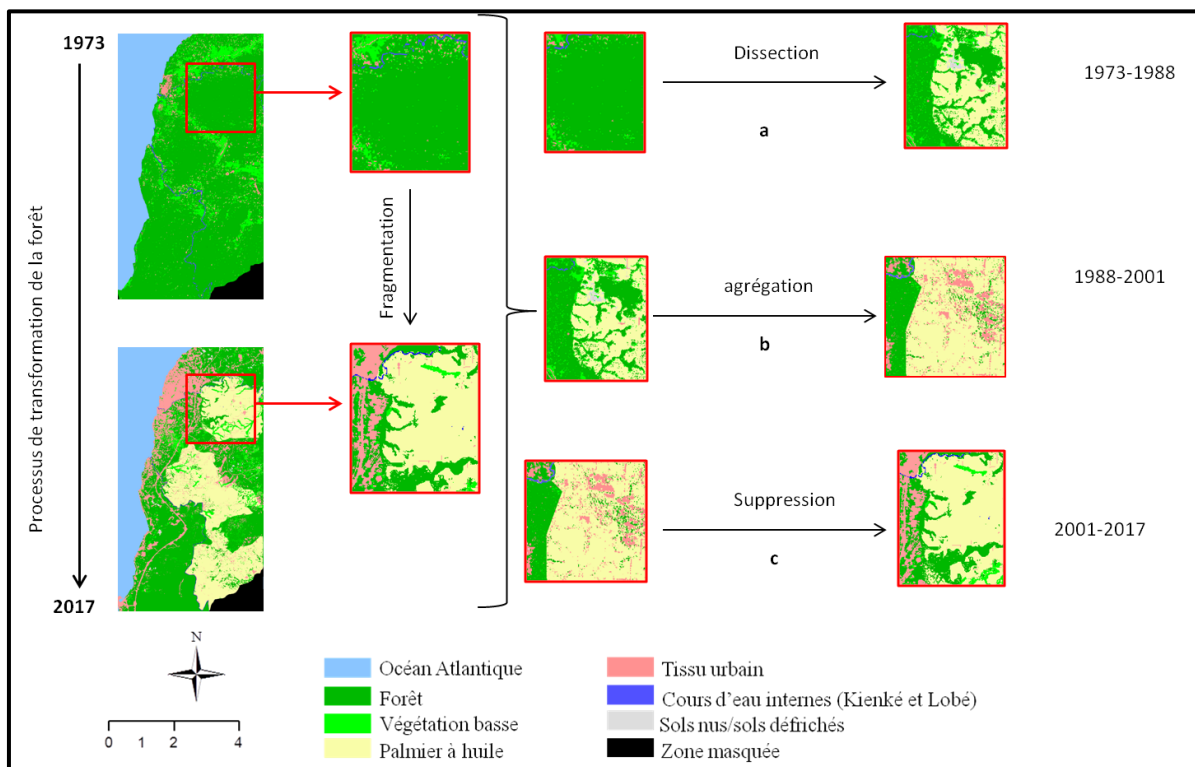 1973
Processus de transformation de la forêt
2017
Fragmentation
Dissection
a
1973-1988
agrégation
b
1988-2001
Suppression
c
2001-2017
N
0 1 2 4
Océan Atlantique
Forêt
Végétation basse
Palmier à huile
Tissu urbain
Cours d'eau internes (Kienké et Lobé)
Sols nus/sols défrichés
Zone masquée